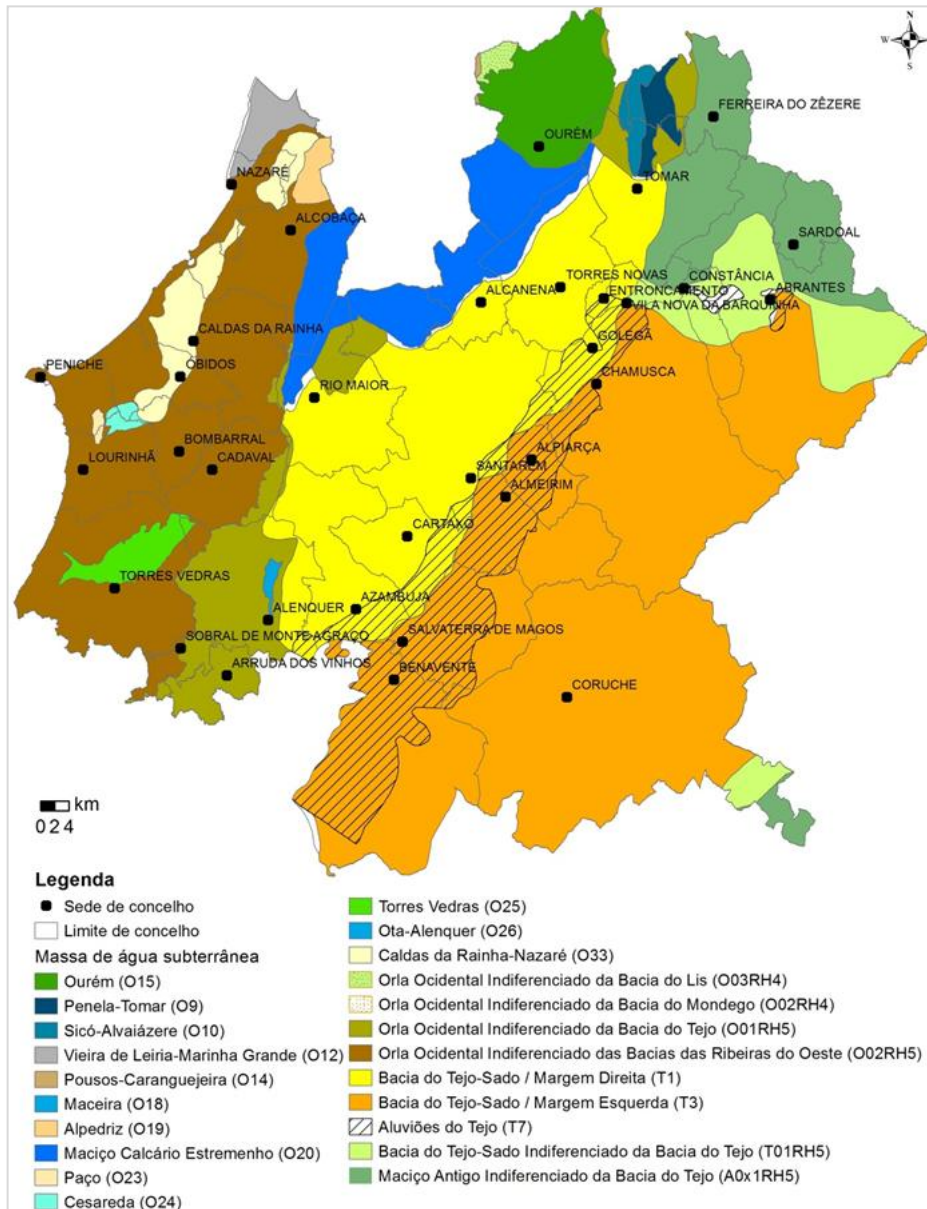 N
W
S
FERREIRA DO ZÊZERE
OURÉM
NAZARÉ
TOMAR
ALCOBAÇA
SARDOAL
TORRES NOVAS
CONSTÂNCIA
ALCANENA
ENTRONCAMENTO
ABRANTES
VILA NOVA DA BARQUINHA
CALDAS DA RAINHA
GOLEGÃ
PENICHE
ÓBIDOS
CHAMUSCA
RIO MAIOR
BOMBARRAL
ALPIARÇA
LOURINHÃ
CADAVAL
SANTARÉM
ALMEIRIM
CARTAXO
TORRES VEDRAS
AZAMBUJA
ALENQUER
SOBRAL DE MONTE AGRAÇO
SALVATERRA DE MAGOS
ARRUDA DOS VINHOS
BENAVENTE
CORUCHE
km
0 2 4
Legenda
Sede de concelho
Limite de concelho
Massa de água subterrânea
Ourém (O15)
Penela-Tomar (O9)
Sicó-Alvaiázere (O10)
Vieira de Leiria-Marinha Grande (O12)
Pousos-Caranguejeira (O14)
Maceira (O18)
Alpedriz (O19)
Maciço Calcário Estremenho (O20)
Paço (O23)
Cesareda (O24)
Torres Vedras (O25)
Ota-Alenquer (O26)
Caldas da Rainha-Nazaré (O33)
Orla Ocidental Indiferenciado da Bacia do Lis (O03RH4)
Orla Ocidental Indiferenciado da Bacia do Mondego (O02RH4)
Orla Ocidental Indiferenciado da Bacia do Tejo (O01RH5)
Orla Ocidental Indiferenciado das Bacias das Ribeiras do Oeste (O02RH5)
Bacia do Tejo-Sado / Margem Direita (T1)
Bacia do Tejo-Sado / Margem Esquerda (T3)
Aluviões do Tejo (T7)
Bacia do Tejo-Sado Indiferenciado da Bacia do Tejo (T01RH5)
Maciço Antigo Indiferenciado da Bacia do Tejo (A0x1RH5)